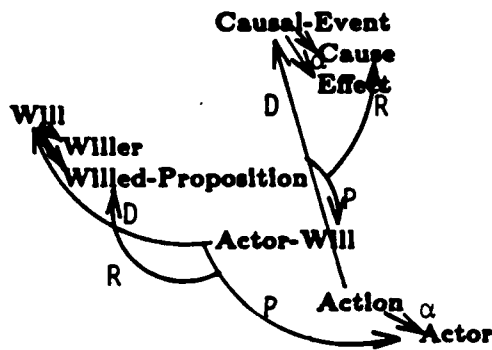 Causal-Event
Cause
α
Effect
D
R
Will
Willer
Willed-Proposition
D
P
Actor-Will
R
P
Action
α
Actor